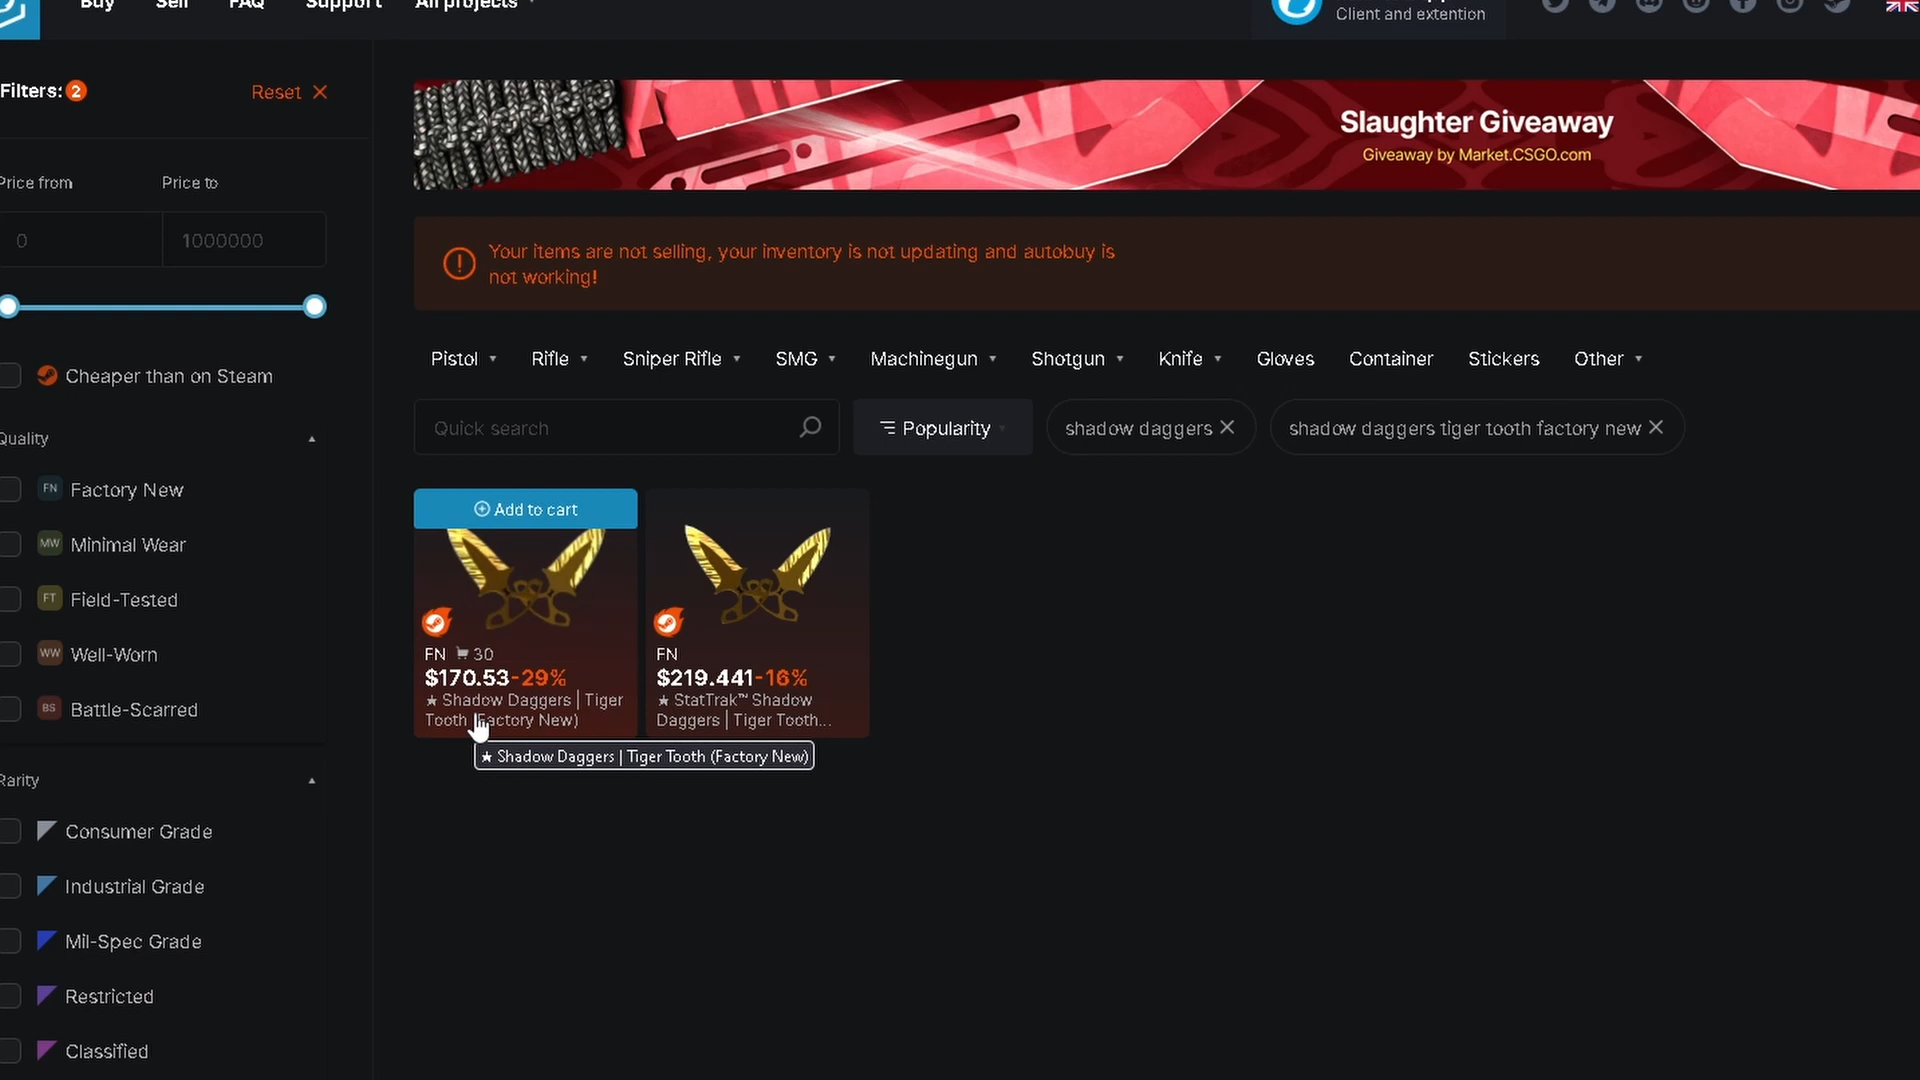 Buy Sell FAQ Support All projects
Client and extention
Filters: 2 Reset
Slaughter Giveaway
Giveaway by Market.CSGO.com
Price from Price to
0 1000000
Your items are not selling, your inventory is not updating and autobuy is
not working!
Pistol Rifle Sniper Rifle SMG Machinegun Shotgun Knife Gloves Container Stickers Other
Cheaper than on Steam
Quick search Popularity shadow daggers shadow daggers tiger tooth factory new
Quality
FN Factory New
MW Minimal Wear
FT Field-Tested
WW Well-Worn
BS Battle-Scarred
Add to cart
FN 30
$170.53-29%
★ Shadow Daggers | Tiger
Tooth (Factory New)
FN
$219.441-16%
★ StatTrak™ Shadow
Daggers | Tiger Tooth...
★ Shadow Daggers | Tiger Tooth (Factory New)
Rarity
Consumer Grade
Industrial Grade
Mil-Spec Grade
Restricted
Classified